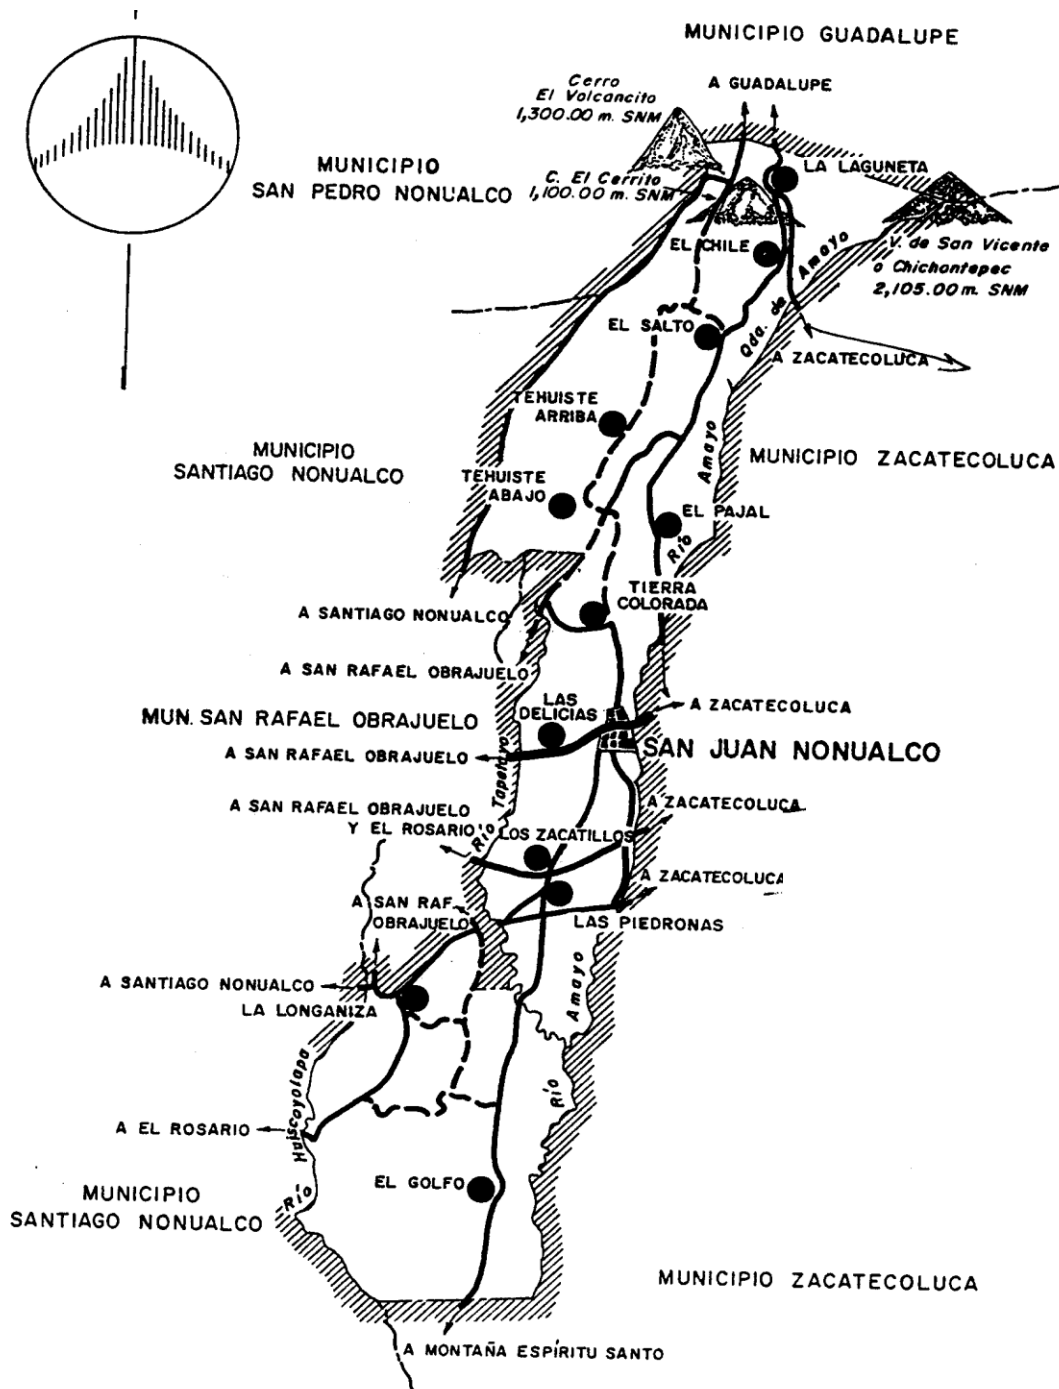 MUNICIPIO GUADALUPE
Cerro
El Volcancito
1,300.00 m. SNM
A GUADALUPE
MUNICIPIO
SAN PEDRO NONUALCO
C. El Cerrito
1,100.00 m. SNM
LA LAGUNETA
EL CHILE
V. de San Vicente
o Chichontepec
2,105.00 m. SNM
Qda. de Amayo
EL SALTO
A ZACATECOLUCA
TEHUISTE
ARRIBA
MUNICIPIO
SANTIAGO NONUALCO
MUNICIPIO ZACATECOLUCA
TEHUISTE
ABAJO
EL PAJAL
Río Amayo
TIERRA
COLORADA
A SANTIAGO NONUALCO
A SAN RAFAEL OBRAJUELO
LAS
DELICIAS
A ZACATECOLUCA
MUN. SAN RAFAEL OBRAJUELO
SAN JUAN NONUALCO
A SAN RAFAEL OBRAJUELO
A SAN RAFAEL OBRAJUELO
Y EL ROSARIO
A ZACATECOLUCA
LOS ZACATILLOS
A ZACATECOLUCA
A SAN RAF.
OBRAJUELO
LAS PIEDRONAS
A SANTIAGO NONUALCO
LA LONGANIZA
Río Amayo
Río Huiscoyolapa
A EL ROSARIO
EL GOLFO
MUNICIPIO
SANTIAGO NONUALCO
MUNICIPIO ZACATECOLUCA
A MONTAÑA ESPÍRITU SANTO